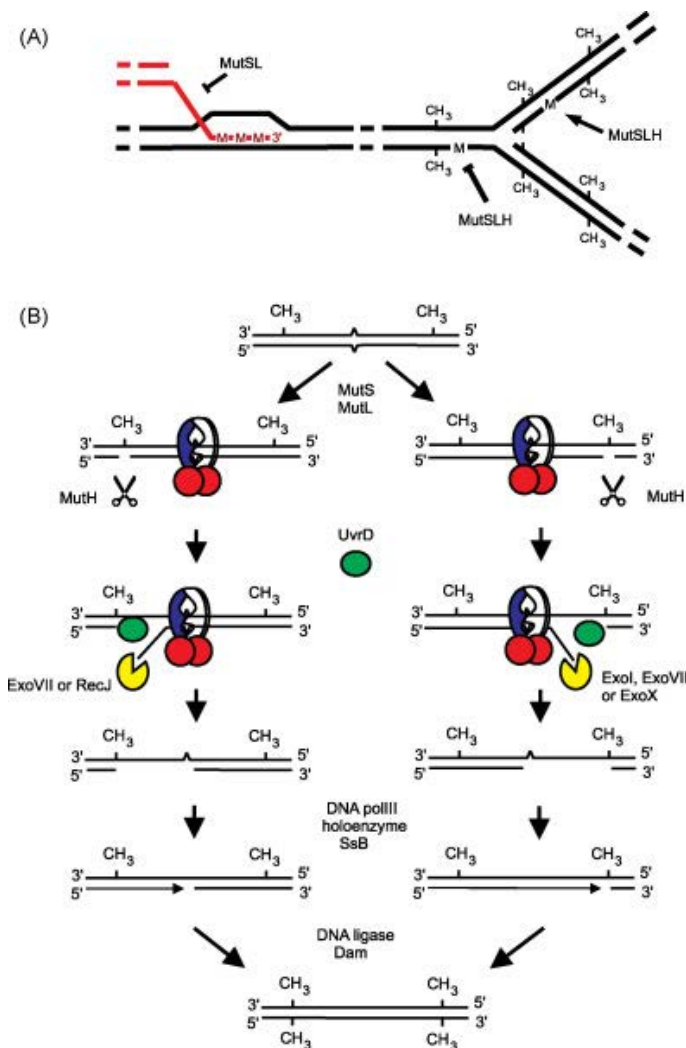 (A)
MutSL
M M M 3'
CH3
CH3
M
CH3
CH3
M
CH3
CH3
MutSLH
MutSLH
CH3
CH3
(B)
CH3 CH3
3' 5'
5' 3'
MutS
MutL
CH3 CH3
3' 5'
5' 3'
MutH
CH3 CH3
3' 5'
5' 3'
MutH
UvrD
CH3 CH3
3' 5'
5' 3'
ExoVII or RecJ
CH3 CH3
3' 5'
5' 3'
ExoI, ExoVII
or ExoX
CH3 CH3
3' 5'
5' 3'
CH3 CH3
3' 5'
5' 3'
DNA polIII
holoenzyme
SsB
CH3 CH3
3' 5'
5' 3'
CH3 CH3
3' 5'
5' 3'
DNA ligase
Dam
CH3 CH3
3' 5'
5' 3'
CH3 CH3